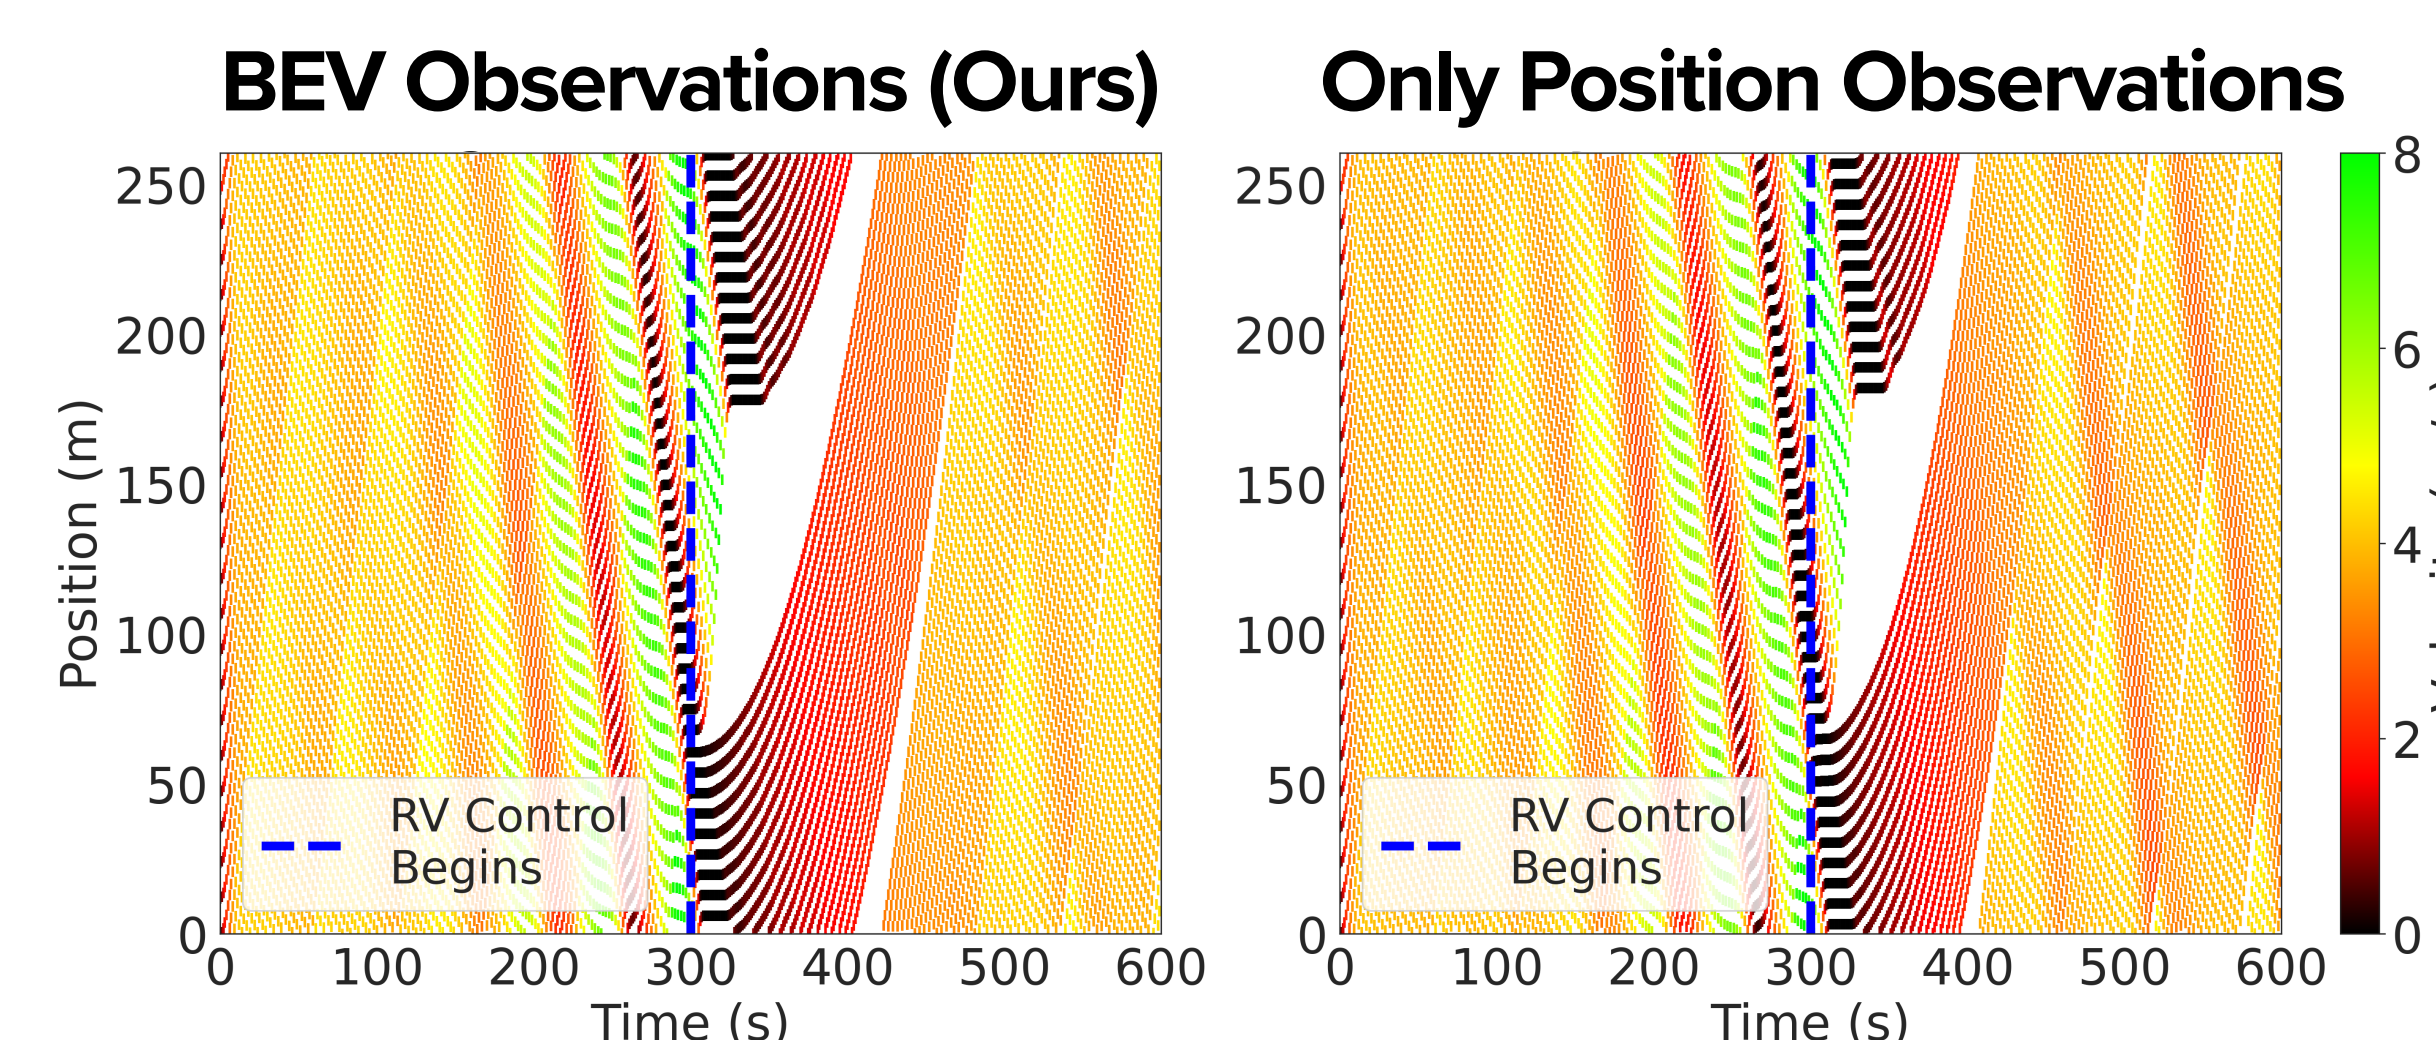 BEV Observations (Ours)
Only Position Observations
Position (m)
250
200
150
100
50
0
0 100 200 300 400 500 600
Time (s)
RV Control
Begins
250
200
150
100
50
0
0 100 200 300 400 500 600
Time (s)
RV Control
Begins
8
6
4
2
0